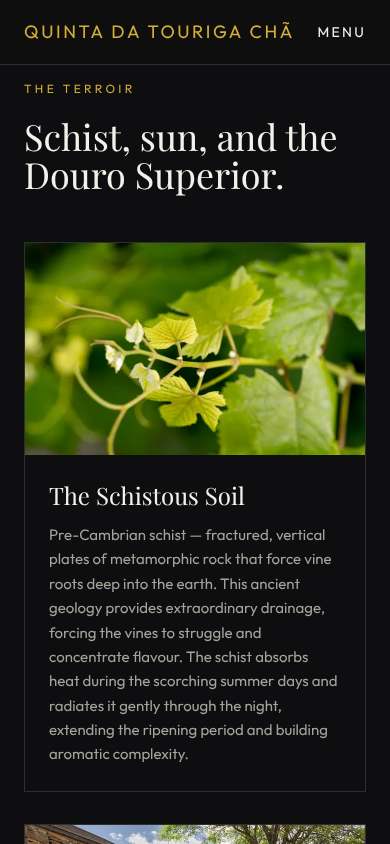 QUINTA DA TOURIGA CHÃ
MENU
THE TERROIR
Schist, sun, and the
Douro Superior.
The Schistous Soil
Pre-Cambrian schist — fractured, vertical
plates of metamorphic rock that force vine
roots deep into the earth. This ancient
geology provides extraordinary drainage,
forcing the vines to struggle and
concentrate flavour. The schist absorbs
heat during the scorching summer days and
radiates it gently through the night,
extending the ripening period and building
aromatic complexity.